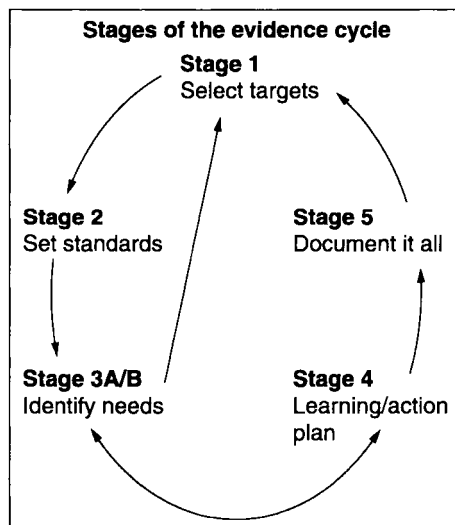 Stages of the evidence cycle
Stage 1
Select targets
Stage 2
Set standards
Stage 5
Document it all
Stage 3A/B
Identify needs
Stage 4
Learning/action
plan